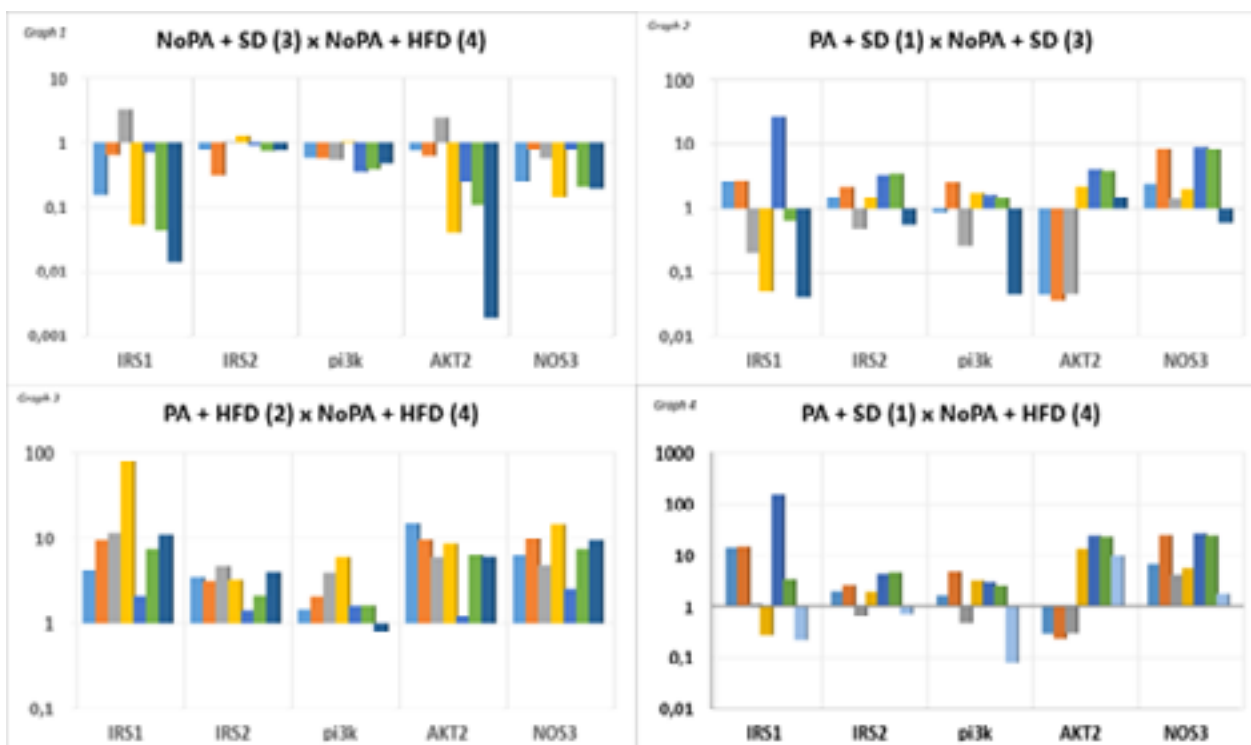 Graph 1
NoPA + SD (3) x NoPA + HFD (4)
10
1
0,1
0,01
0,001
IRS1 IRS2 pi3k AKT2 NOS3
Graph 2
PA + SD (1) x NoPA + SD (3)
100
10
1
0,1
0,01
IRS1 IRS2 pi3k AKT2 NOS3
Graph 3
PA + HFD (2) x NoPA + HFD (4)
100
10
1
0,1
IRS1 IRS2 pi3k AKT2 NOS3
Graph 4
PA + SD (1) x NoPA + HFD (4)
1000
100
10
1
0,1
0,01
IRS1 IRS2 pi3k AKT2 NOS3